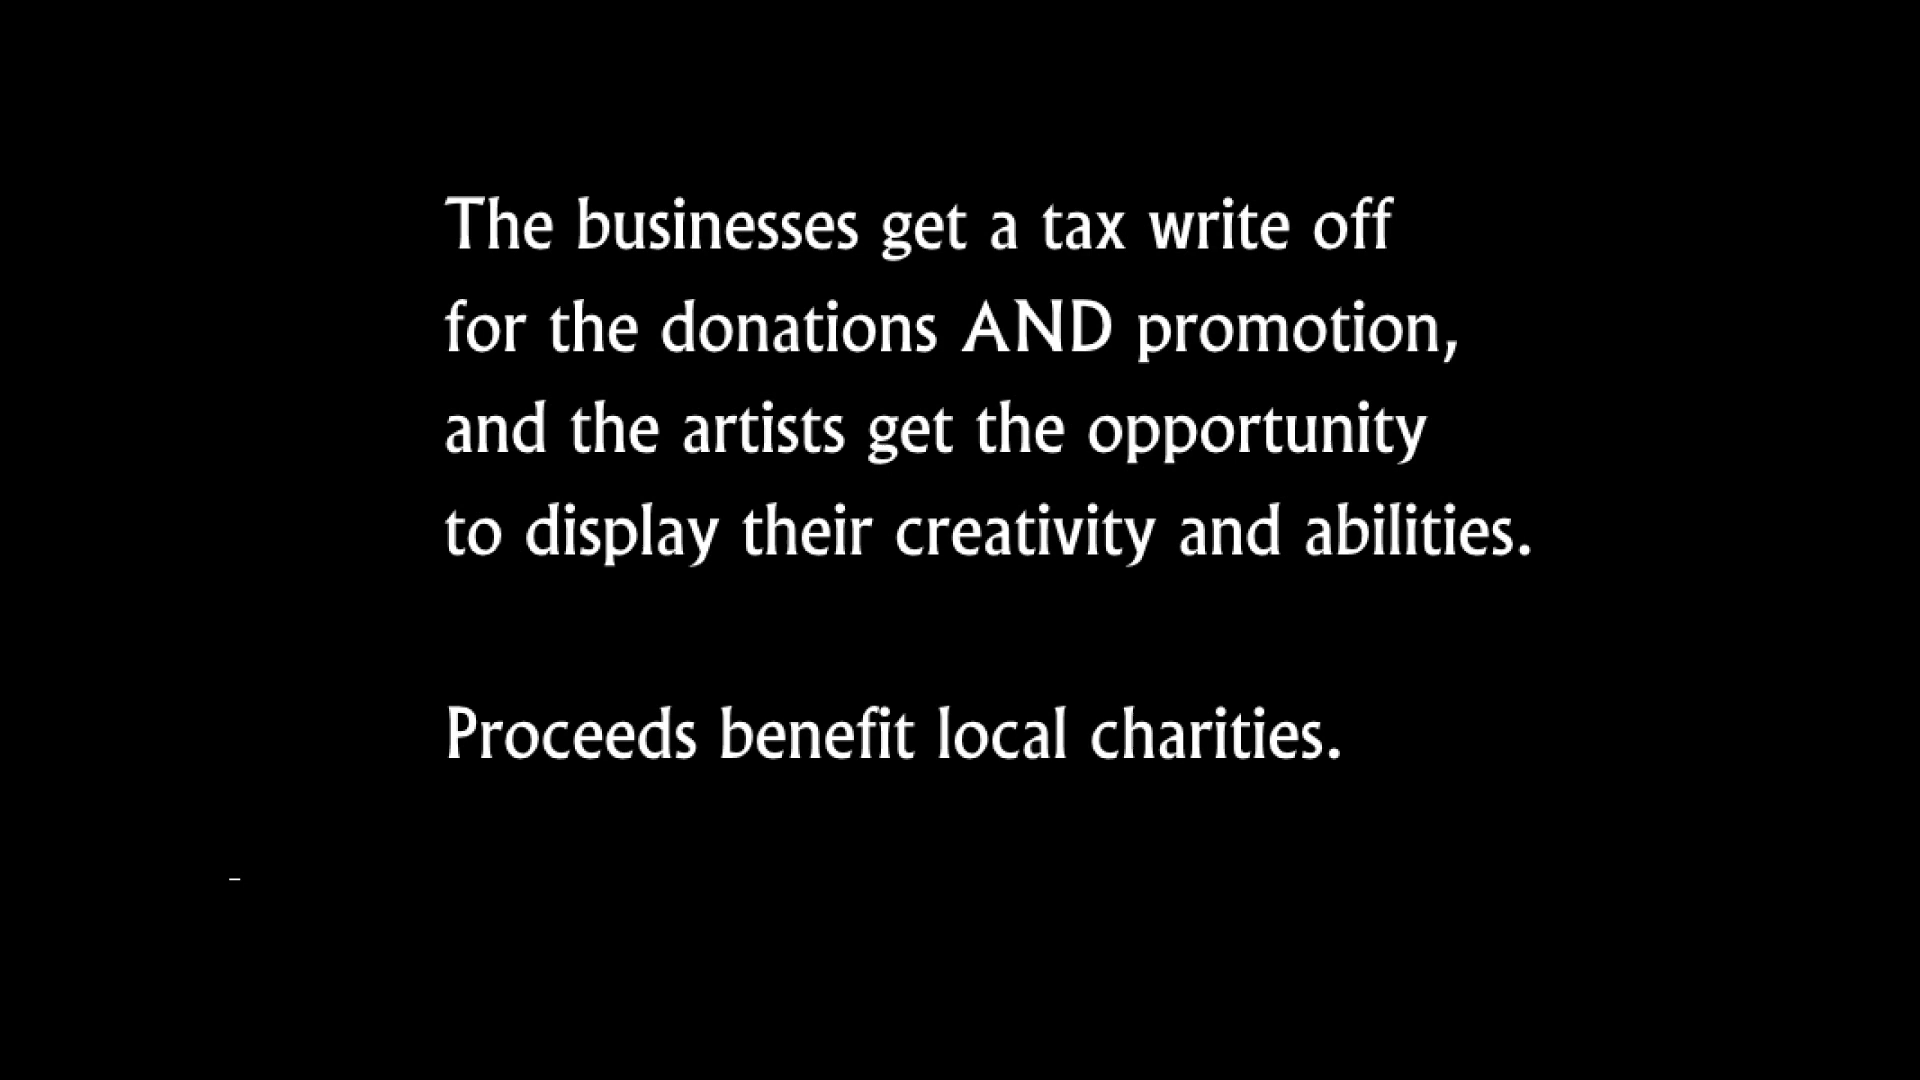 The businesses get a tax write off
for the donations AND promotion,
and the artists get the opportunity
to display their creativity and abilities.
Proceeds benefit local charities.